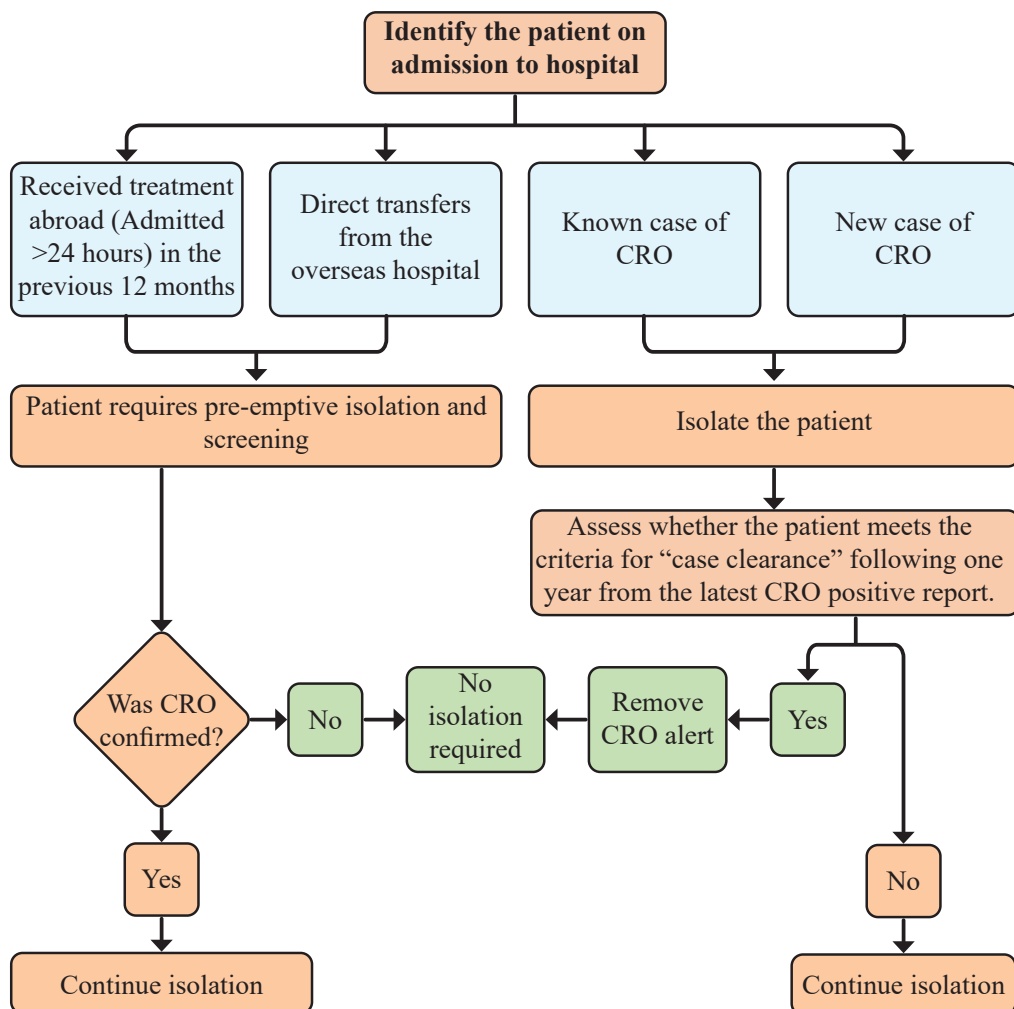 Identify the patient on
admission to hospital
Received treatment
abroad (Admitted
>24 hours) in the
previous 12 months
Direct transfers
from the
overseas hospital
Known case of
CRO
New case of
CRO
Patient requires pre-emptive isolation and
screening
Isolate the patient
Assess whether the patient meets the
criteria for “case clearance” following one
year from the latest CRO positive report.
Was CRO
confirmed?
No
No
isolation
required
Remove
CRO alert
Yes
Yes
No
Continue isolation
Continue isolation